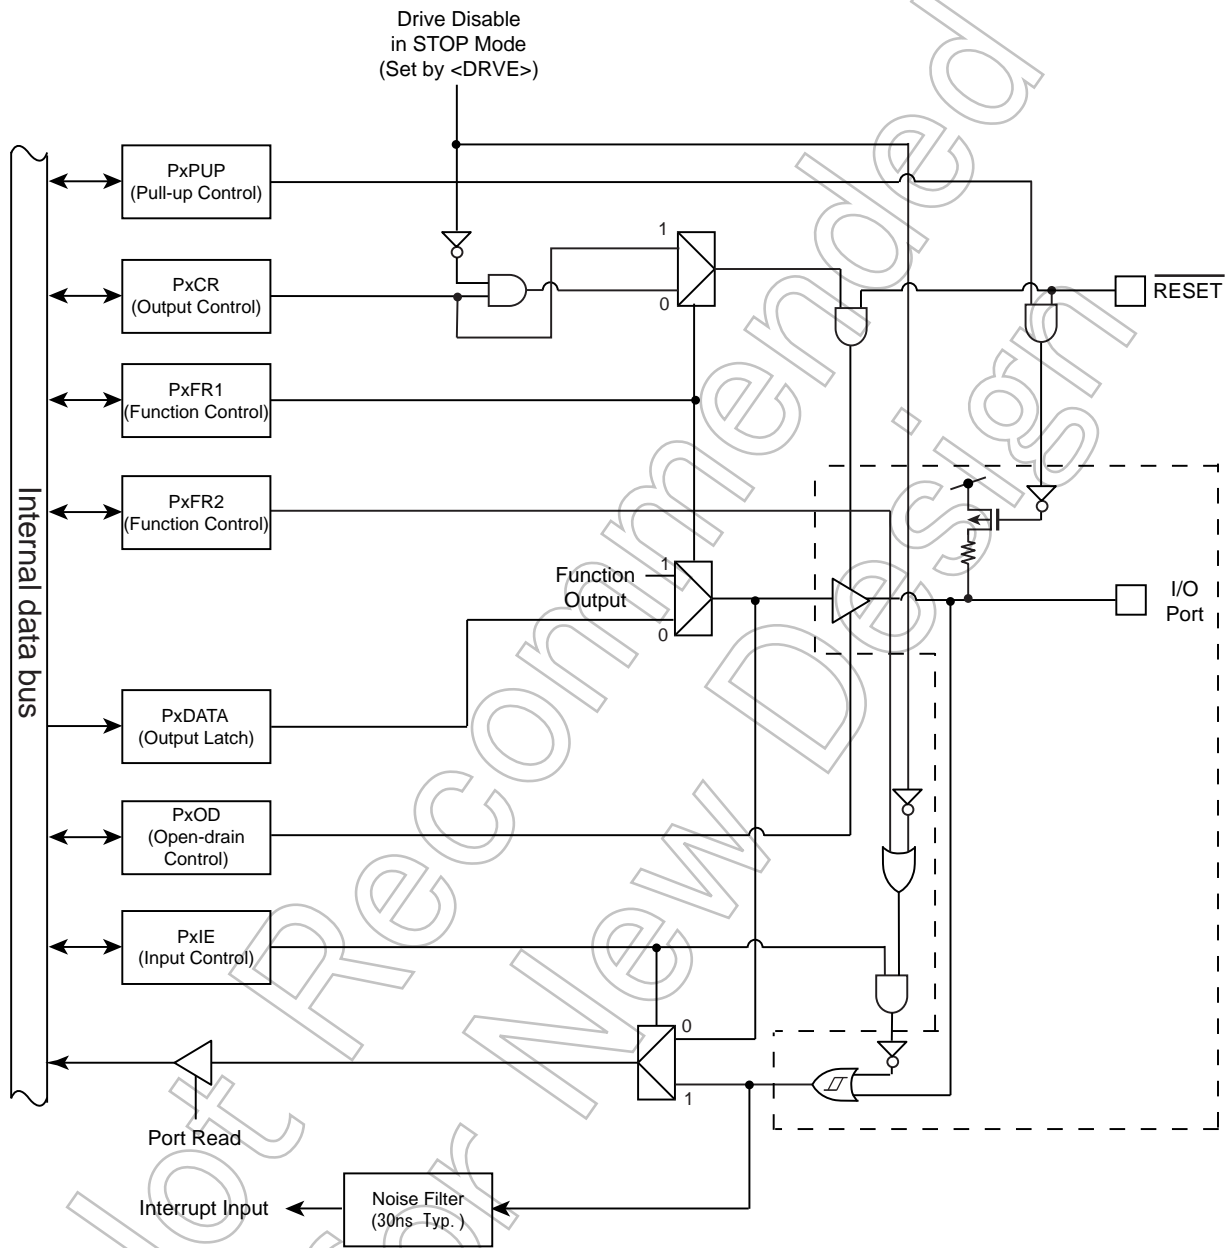 Drive Disable
in STOP Mode
(Set by <DRVE>)
PxPUP
(Pull-up Control)
1
PxCR
(Output Control)
0
RESET
PxFR1
(Function Control)
Internal data bus
PxFR2
(Function Control)
1
Function
Output
0
I/O
Port
PxDATA
(Output Latch)
PxOD
(Open-drain
Control)
PxIE
(Input Control)
0
1
Port Read
Interrupt Input
Noise Filter
(30ns Typ.)
Not Recommended
for New Design